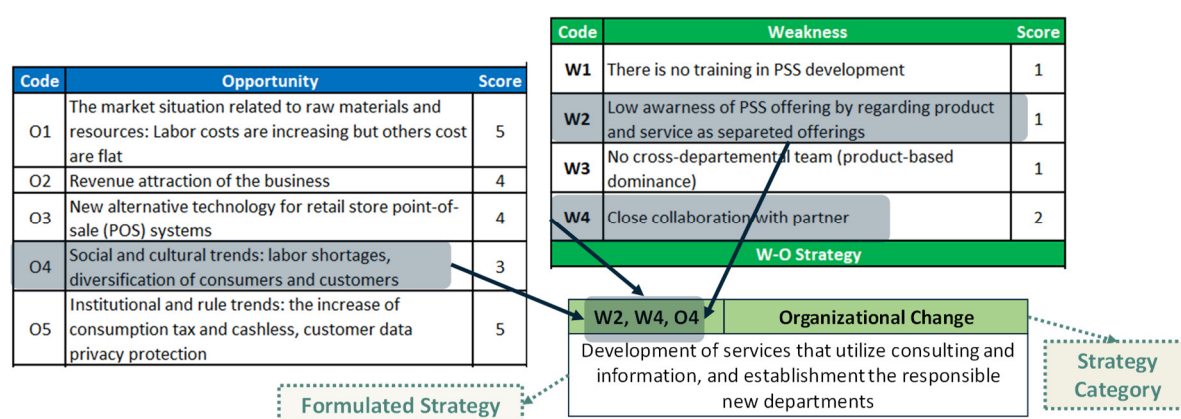 Code Opportunity Score
O1 The market situation related to raw materials and
resources: Labor costs are increasing but others cost
are flat 5
O2 Revenue attraction of the business 4
O3 New alternative technology for retail store point-of-
sale (POS) systems 4
O4 Social and cultural trends: labor shortages,
diversification of consumers and customers 3
O5 Institutional and rule trends: the increase of
consumption tax and cashless, customer data
privacy protection 5
Code Weakness Score
W1 There is no training in PSS development 1
W2 Low awarness of PSS offering by regarding product
and service as separeted offerings 1
W3 No cross-departemental team (product-based
dominance) 1
W4 Close collaboration with partner 2
W-O Strategy
W2, W4, O4 Organizational Change
Development of services that utilize consulting and
information, and establishment the responsible
new departments
Formulated Strategy
Strategy
Category